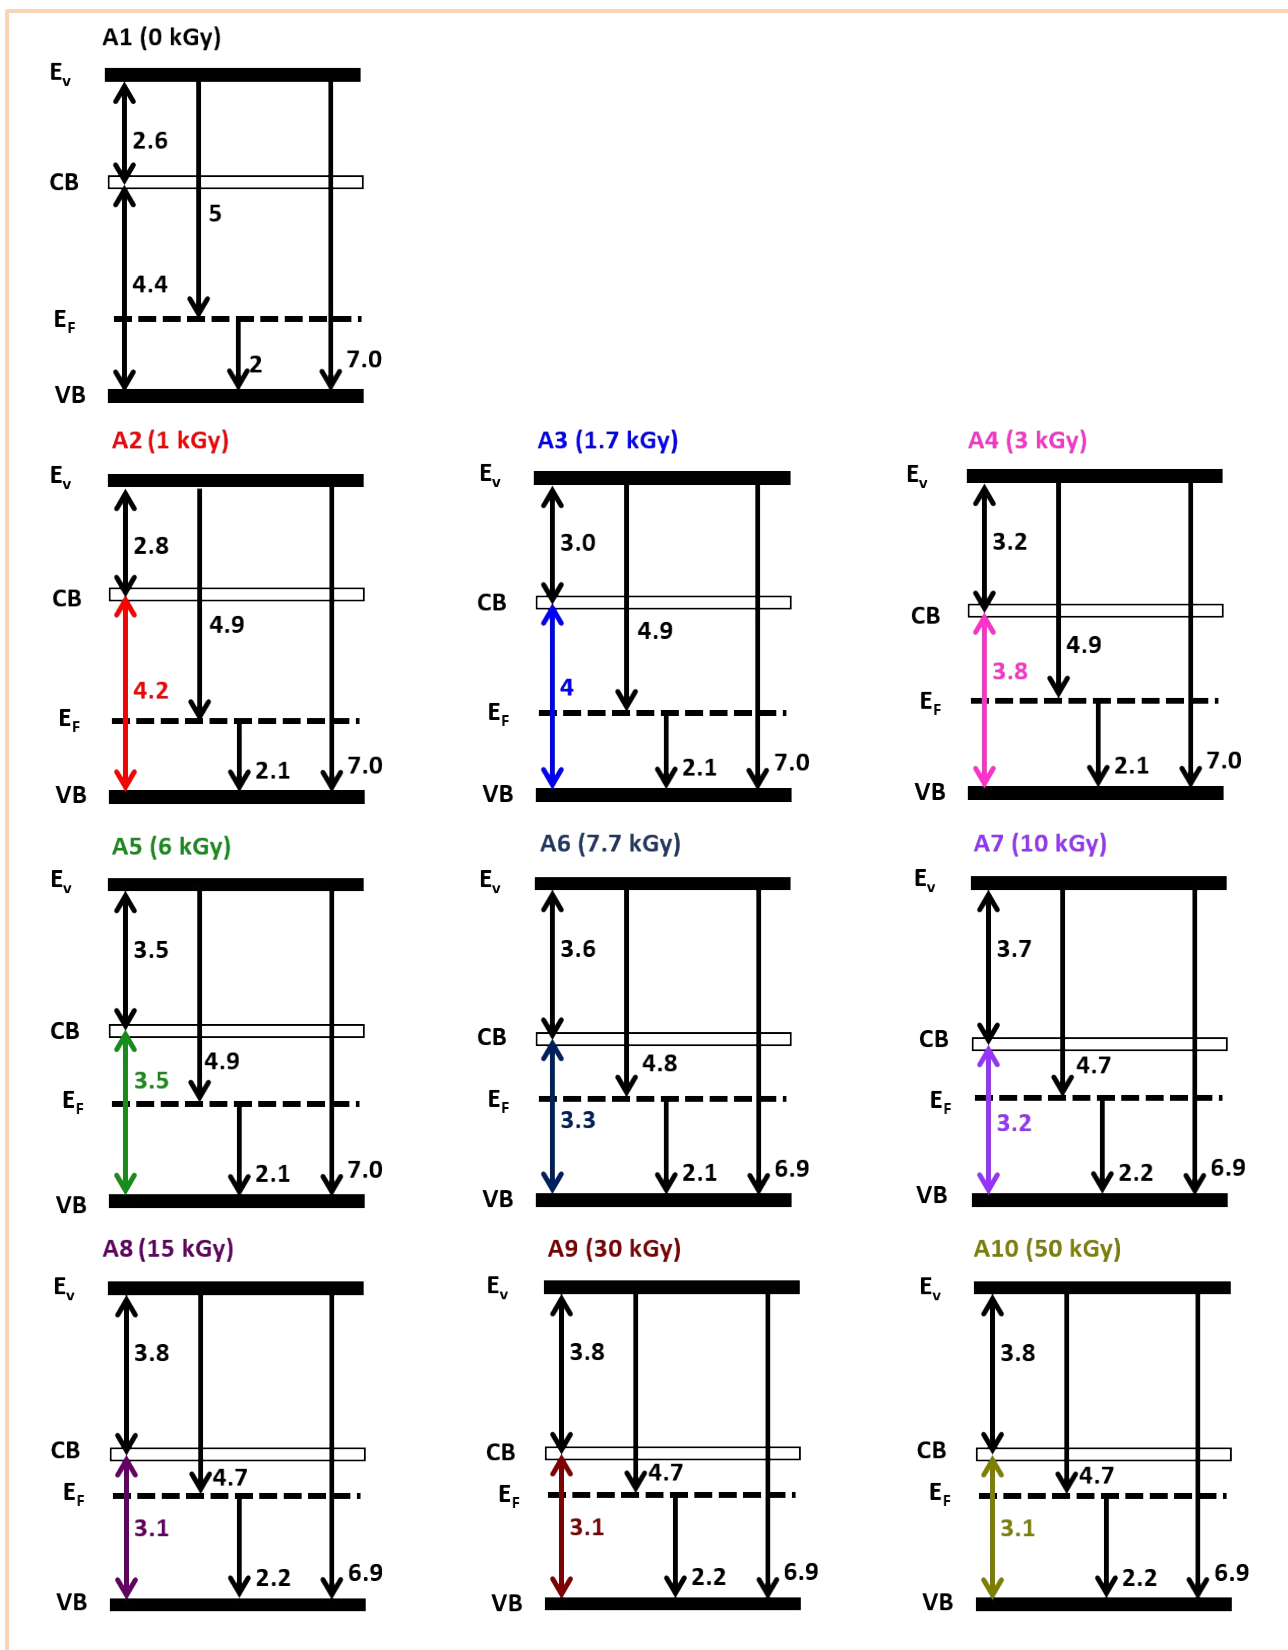 A1 (0 kGy)
Ev
2.6
CB
5
4.4
EF
2
7.0
VB
A2 (1 kGy)
Ev
2.8
CB
4.9
4.2
EF
2.1
7.0
VB
A3 (1.7 kGy)
Ev
3.0
CB
4.9
4
EF
2.1
7.0
VB
A4 (3 kGy)
Ev
3.2
CB
4.9
3.8
EF
2.1
7.0
VB
A5 (6 kGy)
Ev
3.5
CB
4.9
3.5
EF
2.1
7.0
VB
A6 (7.7 kGy)
Ev
3.6
CB
4.8
EF
3.3
2.1
6.9
VB
A7 (10 kGy)
Ev
3.7
CB
4.7
EF
3.2
2.2
6.9
VB
A8 (15 kGy)
Ev
3.8
CB
4.7
EF
3.1
2.2
6.9
VB
A9 (30 kGy)
Ev
3.8
CB
4.7
EF
3.1
2.2
6.9
VB
A10 (50 kGy)
Ev
3.8
CB
4.7
EF
3.1
2.2
6.9
VB